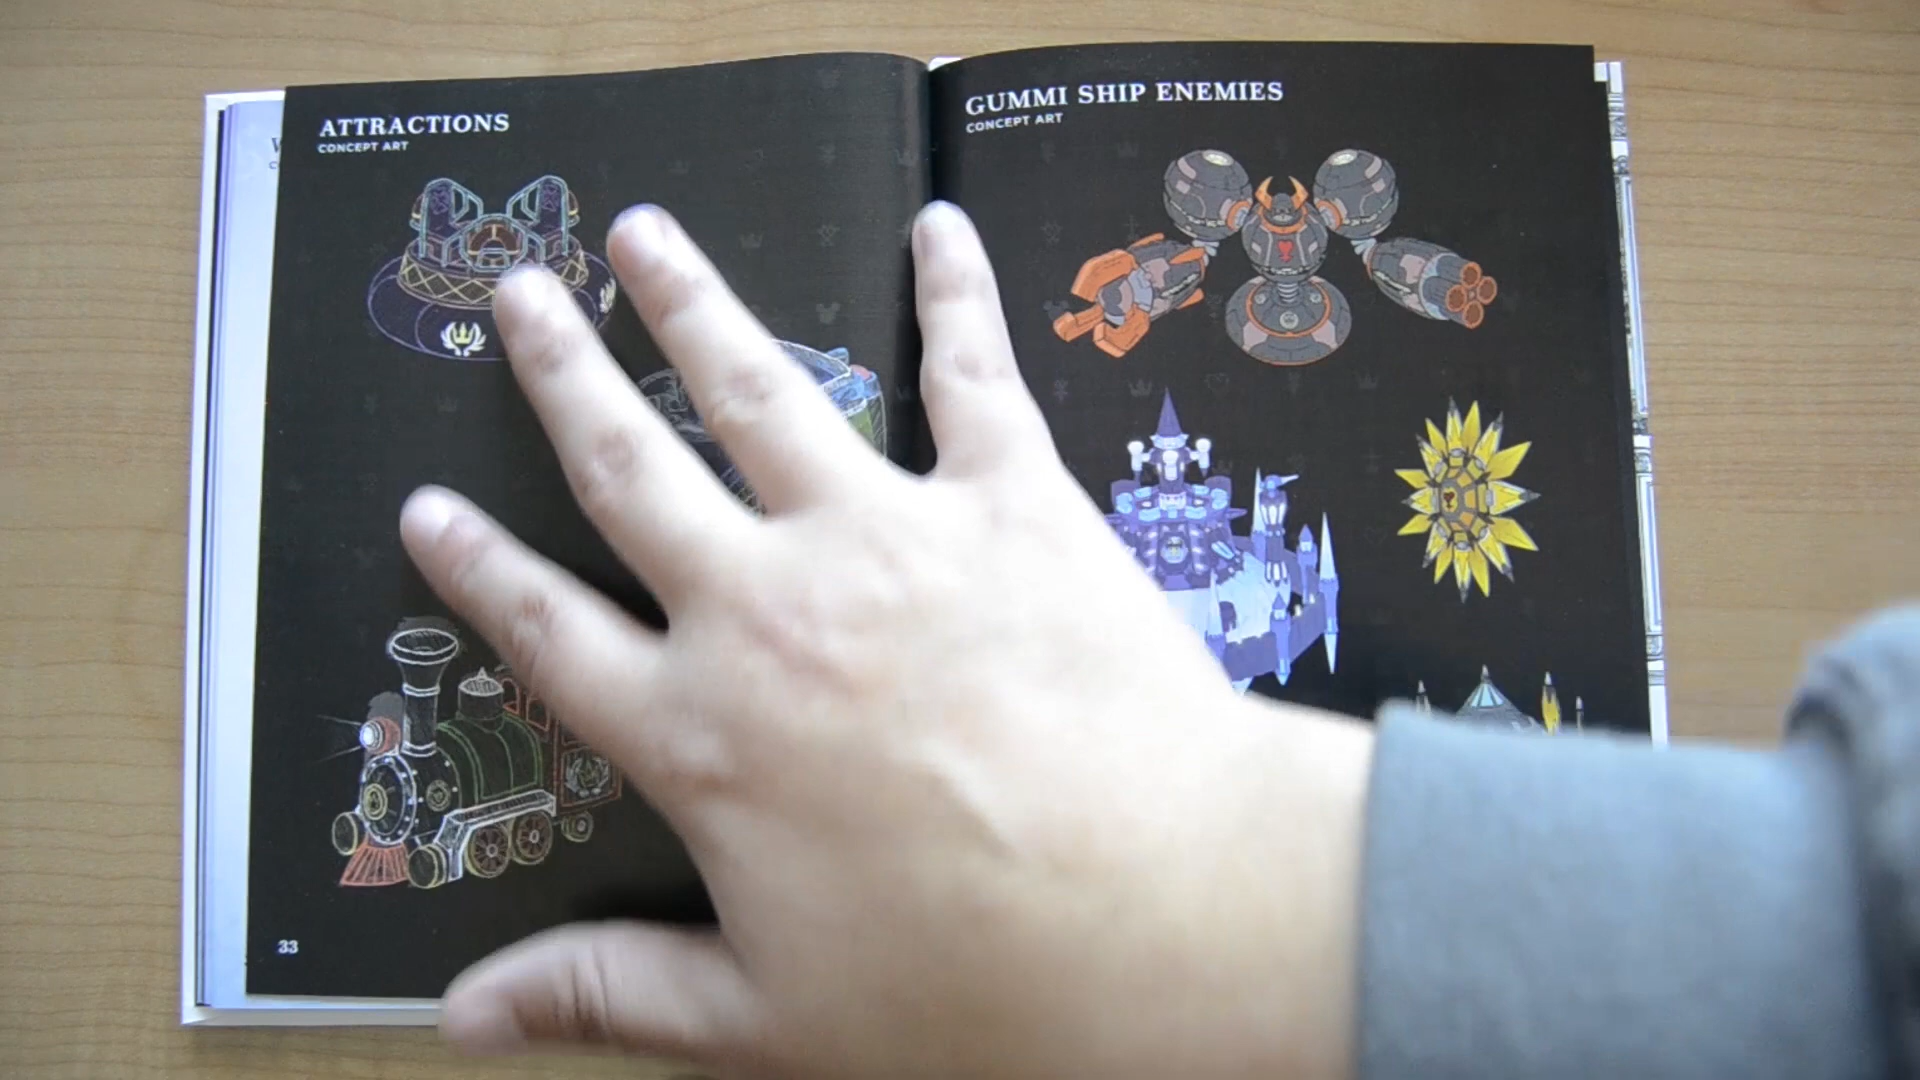 ATTRACTIONS
CONCEPT ART
33
GUMMI SHIP ENEMIES
CONCEPT ART